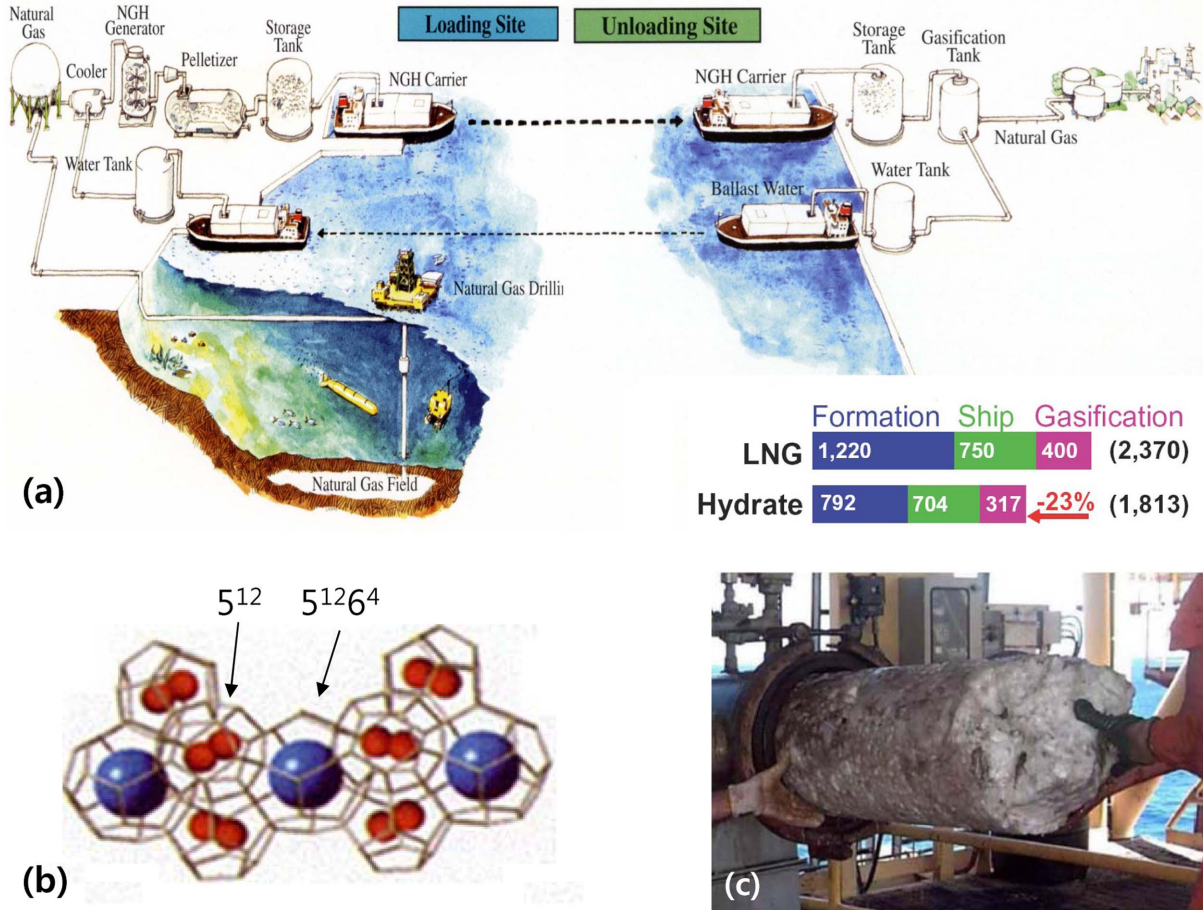 Natural
Gas
NGH
Generator
Cooler
Pelletizer
Storage
Tank
Loading Site
Unloading Site
NGH Carrier
NGH Carrier
Storage
Tank
Gasification
Tank
Natural Gas
Water Tank
Ballast Water
Water Tank
Natural Gas Drillin
Natural Gas Field
(a)
Formation Ship Gasification
LNG 1,220 750 400 (2,370)
Hydrate 792 704 317 -23% (1,813)
5¹² 5¹²6⁴
(b)
(c)